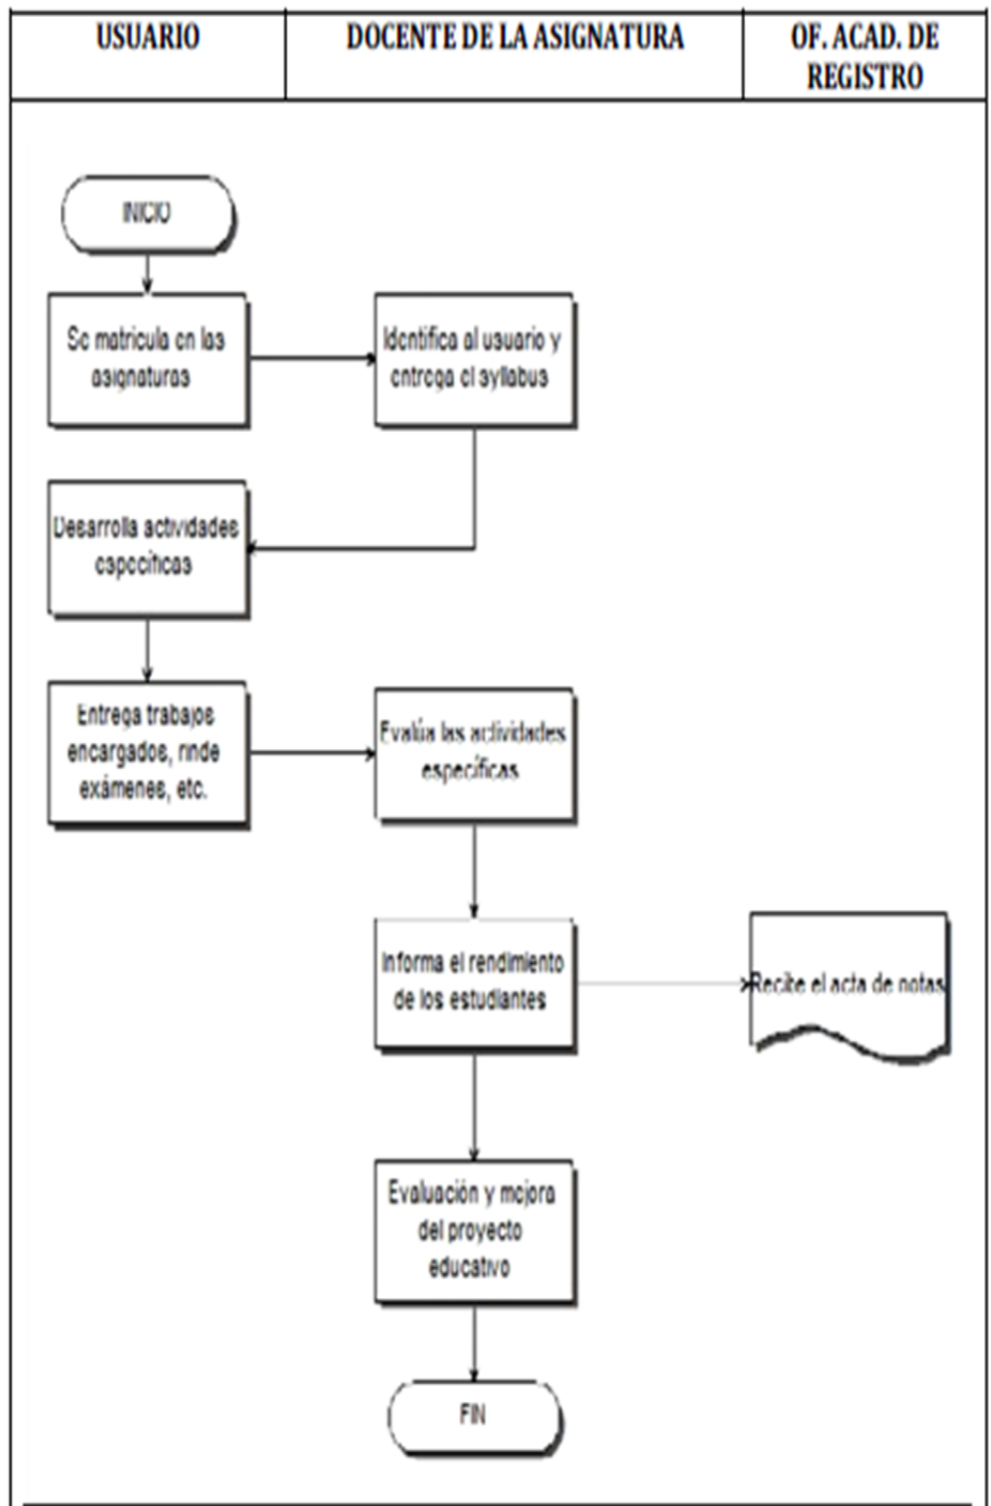 USUARIO
DOCENTE DE LA ASIGNATURA
OF. ACAD. DE
REGISTRO
INICIO
Se matricula en las
asignaturas
Identifica al usuario y
entrega el syllabus
Desarrolla actividades
específicas
Entrega trabajos
encargados, rinde
exámenes, etc.
Evalúa las actividades
específicas
Informa el rendimiento
de los estudiantes
Recibe el acta de notas
Evaluación y mejora
del proyecto
educativo
FIN